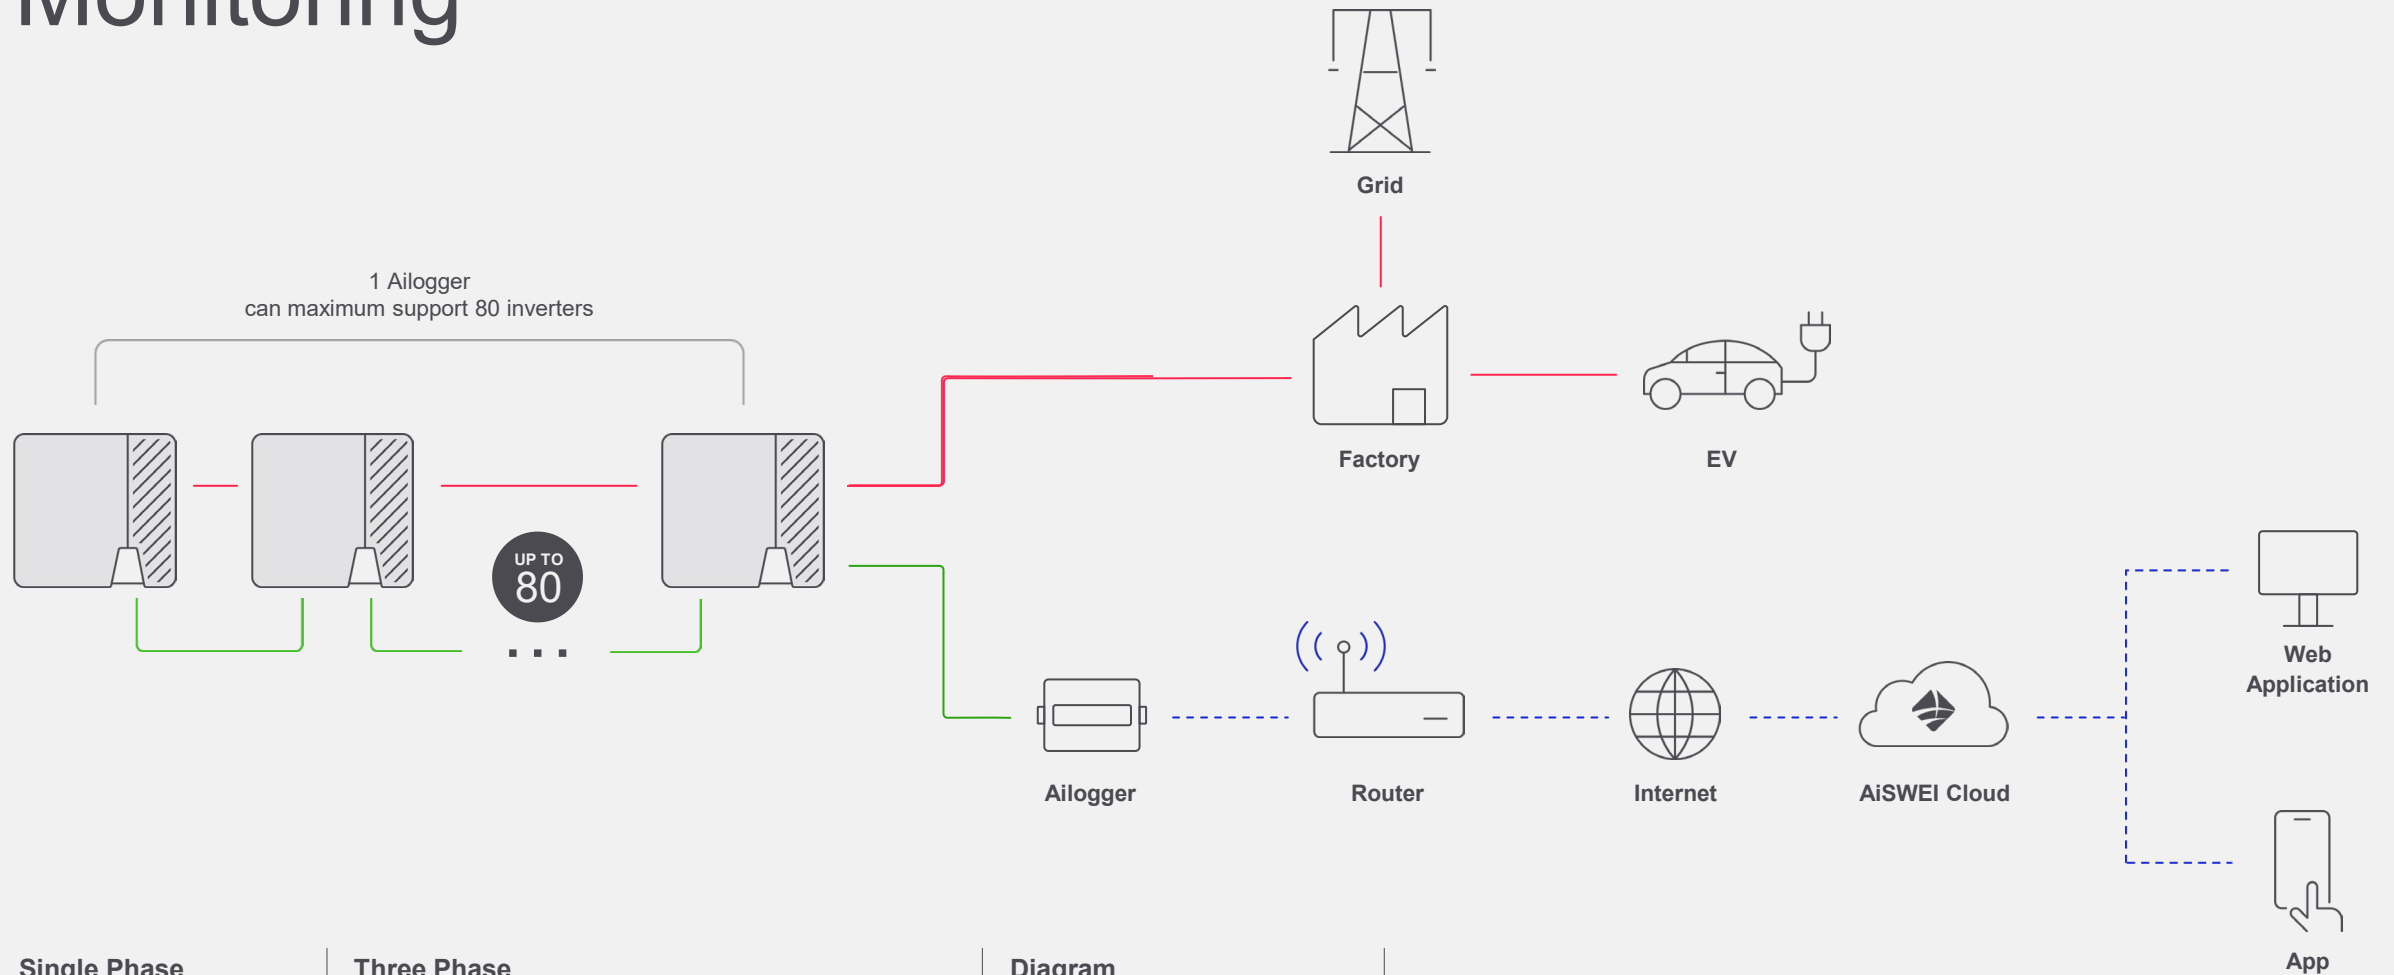 Monitoring
Grid
1 Ailogger
can maximum support 80 inverters
Factory
EV
UP TO
80
...
Web
Application
Ailogger
Router
Internet
AiSWEI Cloud
App
Single Phase
Three Phase
Diagram